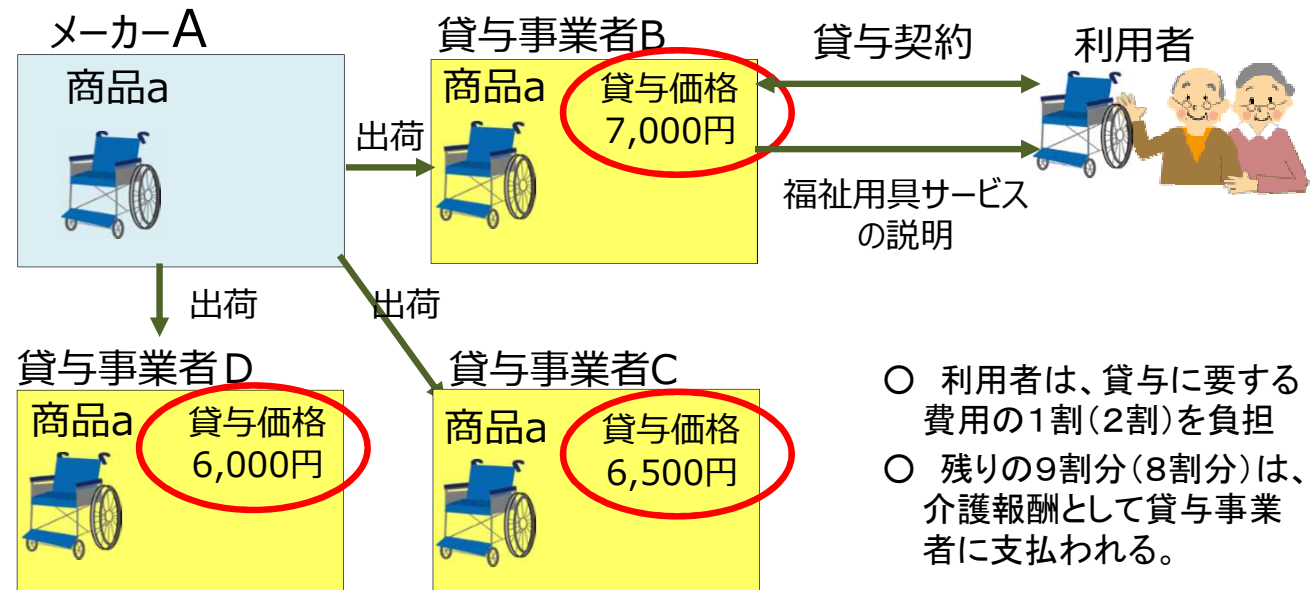 メーカーA
商品a
出荷
貸与事業者B
商品a
貸与価格
7,000円
貸与契約
利用者
福祉用具サービス
の説明
出荷
出荷
貸与事業者D
商品a
貸与価格
6,000円
貸与事業者C
商品a
貸与価格
6,500円
○ 利用者は、貸与に要する
費用の1割(2割)を負担
○ 残りの9割分(8割分)は、
介護報酬として貸与事業
者に支払われる。